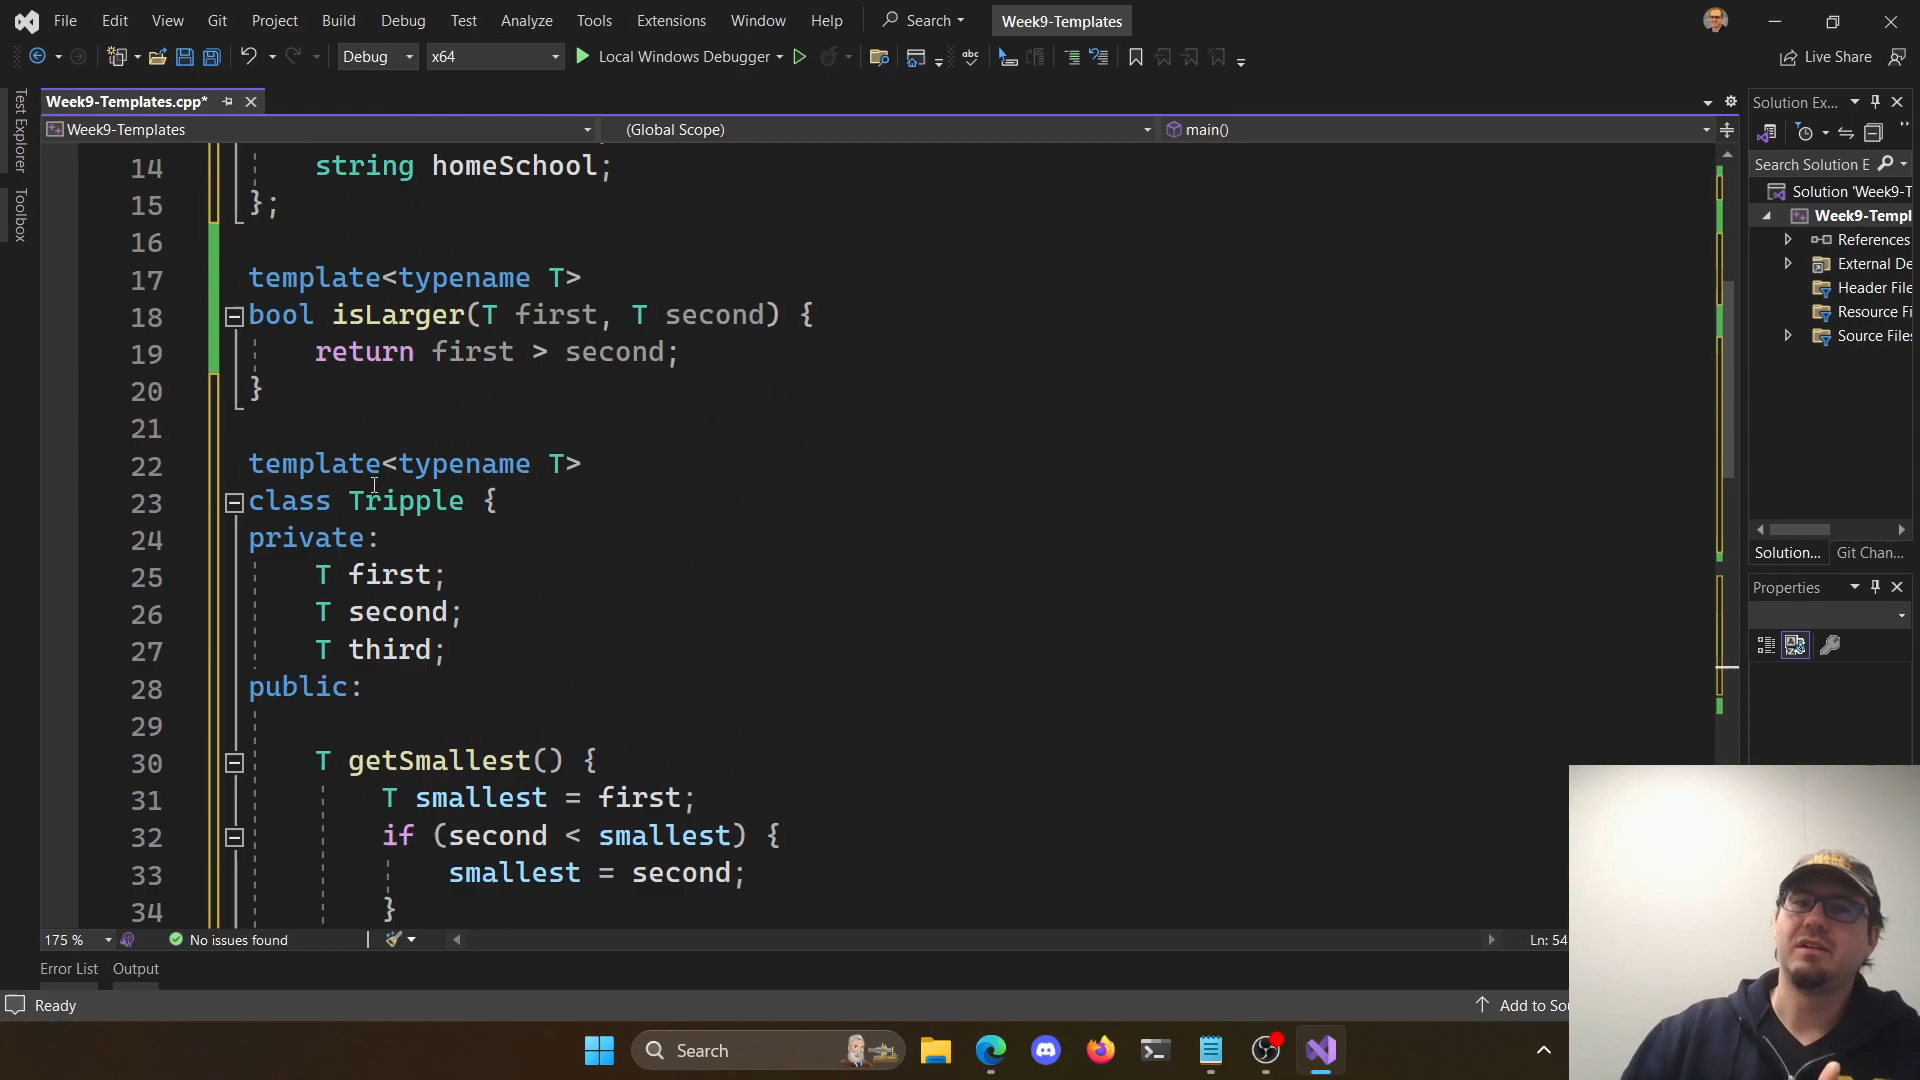 File Edit View Git Project Build Debug Test Analyze Tools Extensions Window Help Search Week9-Templates
Debug x64 Local Windows Debugger abc Live Share
Test Explorer
Toolbox
Week9-Templates.cpp*
Week9-Templates (Global Scope) main()
14 string homeSchool;
15 };
16
17 template<typename T>
18 bool isLarger(T first, T second) {
19 return first > second;
20 }
21
22 template<typename T>
23 class Tripple {
24 private:
25 T first;
26 T second;
27 T third;
28 public:
29
30 T getSmallest() {
31 T smallest = first;
32 if (second < smallest) {
33 smallest = second;
34 }
175 % No issues found Ln: 54
Error List Output
Ready Add to Sou
Solution Ex...
Search Solution E
Solution 'Week9-T
Week9-Templ
References
External De
Header File
Resource Fi
Source Files
Solution... Git Chan...
Properties
Search